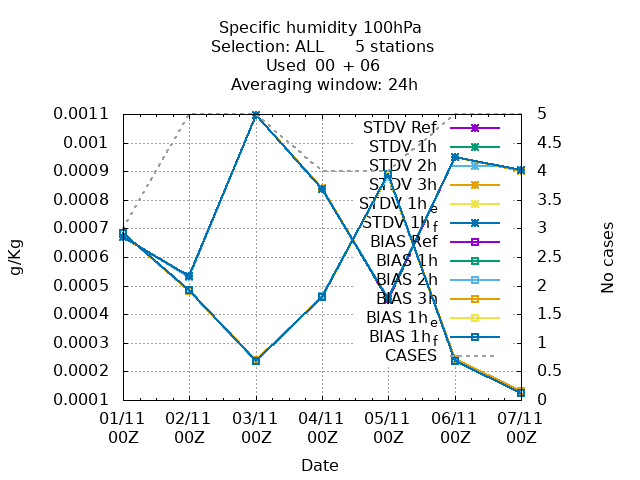 Specific humidity 100hPa
Selection: ALL 5 stations
Used 00 + 06
Averaging window: 24h
g/Kg
0.0011
0.001
0.0009
0.0008
0.0007
0.0006
0.0005
0.0004
0.0003
0.0002
0.0001
STDV Ref
STDV 1h
STDV 2h
STDV 3h
STDV 1he
STDV 1hf
BIAS Ref
BIAS 1h
BIAS 2h
BIAS 3h
BIAS 1he
BIAS 1hf
CASES
5
4.5
4
3.5
3
2.5
2
1.5
1
0.5
0
No cases
01/11 02/11 03/11 04/11 05/11 06/11 07/11
00Z 00Z 00Z 00Z 00Z 00Z 00Z
Date